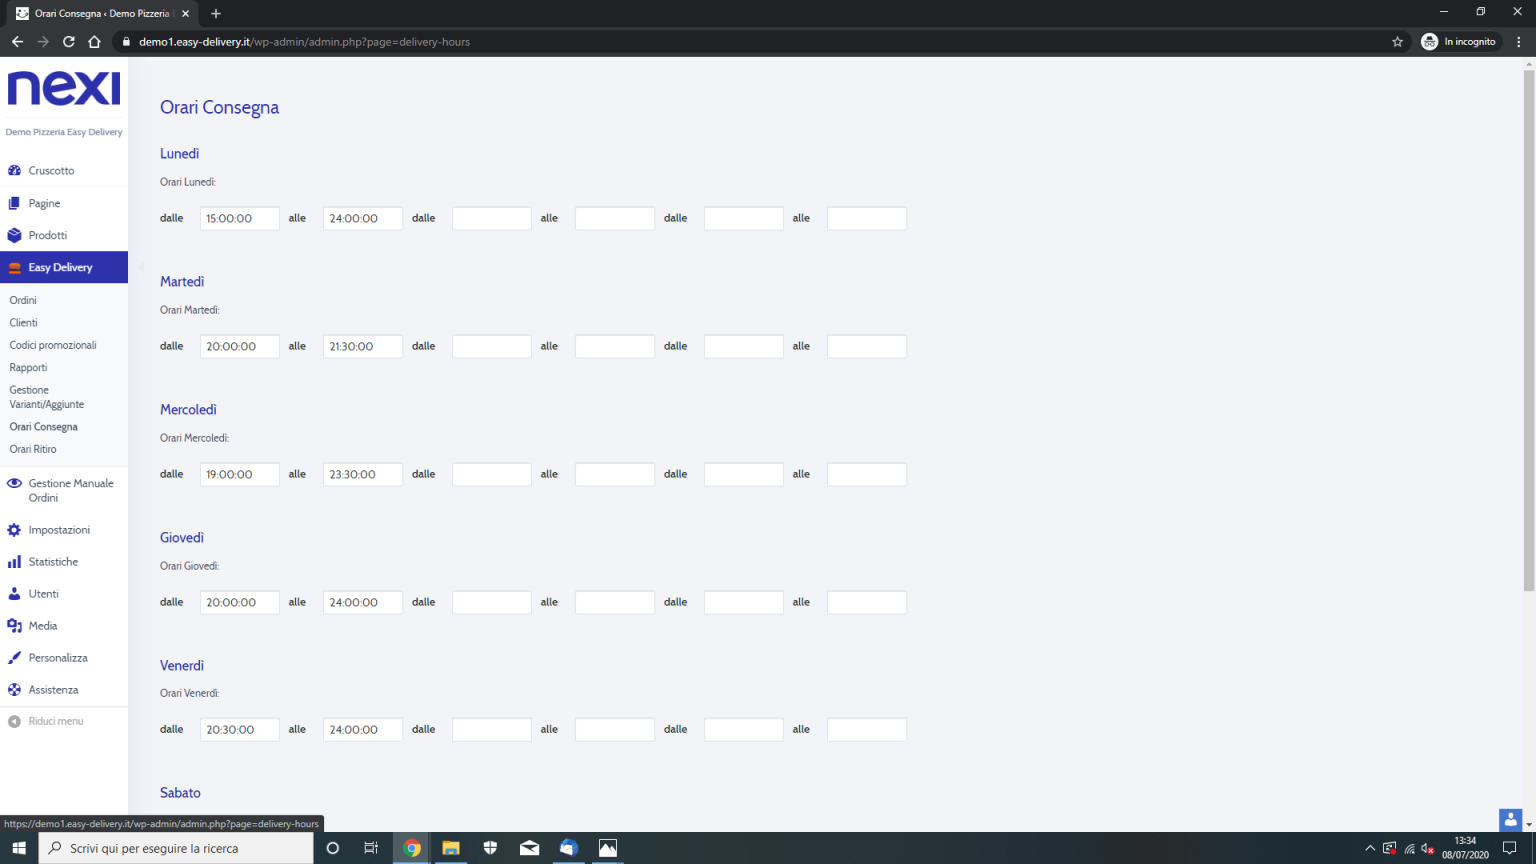 Orari Consegna ‹ Demo Pizzeria
demo1.easy-delivery.it/wp-admin/admin.php?page=delivery-hours
In incognito
nexi
Demo Pizzeria Easy Delivery
Cruscotto
Pagine
Prodotti
Easy Delivery
Ordini
Clienti
Codici promozionali
Rapporti
Gestione
Varianti/Aggiunte
Orari Consegna
Orari Ritiro
Gestione Manuale
Ordini
Impostazioni
Statistiche
Utenti
Media
Personalizza
Assistenza
Riduci menu
Orari Consegna
Lunedì
Orari Lunedì:
dalle 15:00:00 alle 24:00:00 dalle alle dalle alle
Martedì
Orari Martedì:
dalle 20:00:00 alle 21:30:00 dalle alle dalle alle
Mercoledì
Orari Mercoledì:
dalle 19:00:00 alle 23:30:00 dalle alle dalle alle
Giovedì
Orari Giovedì:
dalle 20:00:00 alle 24:00:00 dalle alle dalle alle
Venerdì
Orari Venerdì:
dalle 20:30:00 alle 24:00:00 dalle alle dalle alle
Sabato
https://demo1.easy-delivery.it/wp-admin/admin.php?page=delivery-hours
Scrivi qui per eseguire la ricerca
13:34
08/07/2020